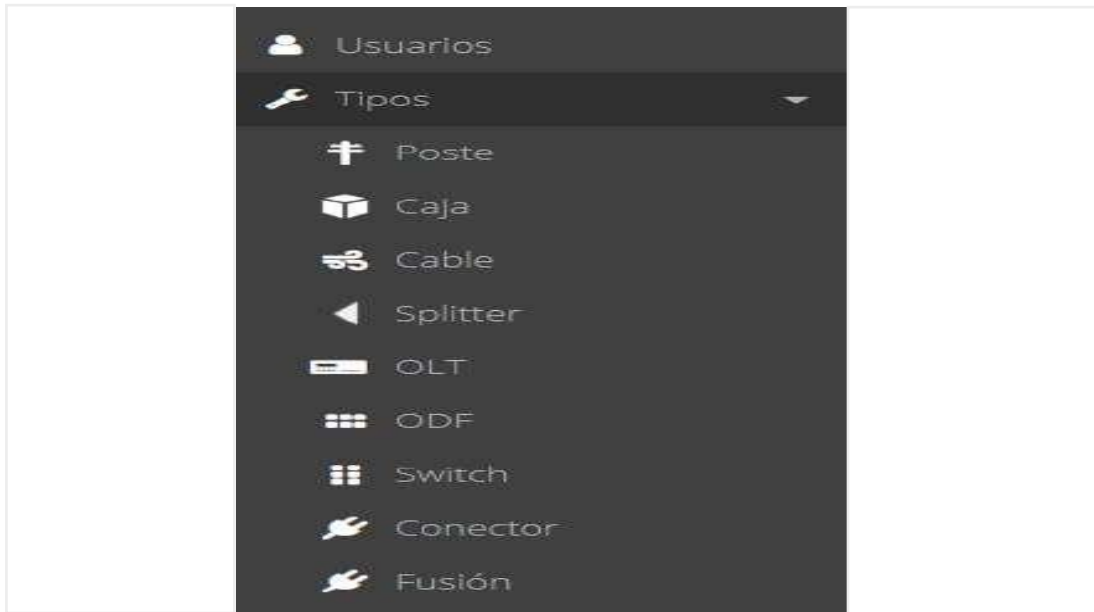 Usuarios
Tipos
Poste
Caja
Cable
Splitter
OLT
ODF
Switch
Conector
Fusión